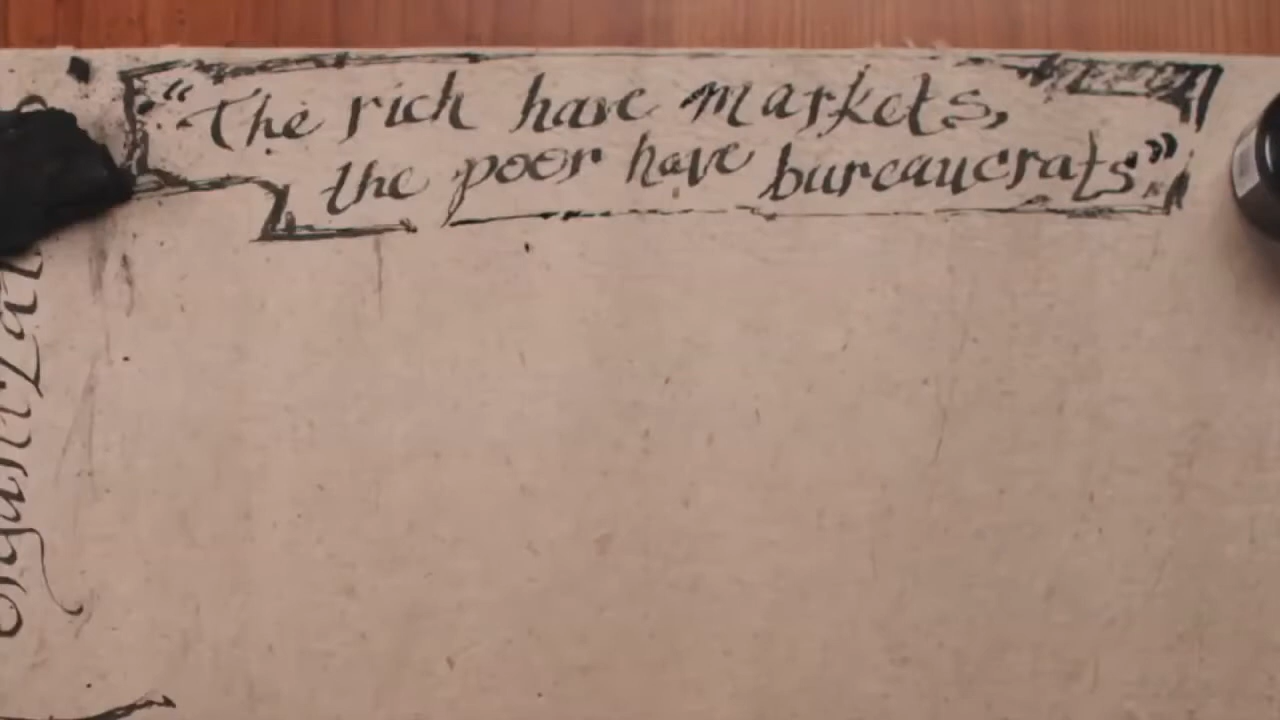 “The rich have markets,
the poor have bureaucrats”.